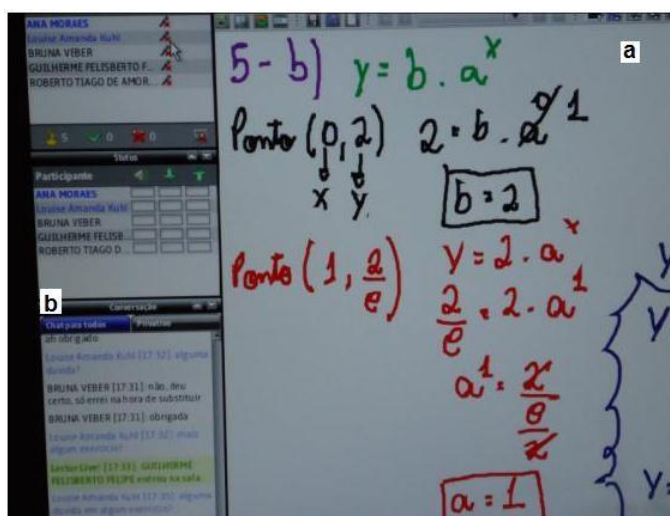 ANA MORAES
Louise Amanda Kuhl
BRUNA VEBER
GUILHERME FELISBERTO F...
ROBERTO TIAGO DE AMOR...
5 0 0
Status
Participante
ANA MORAES
Louise Amanda Kuhl
BRUNA VEBER
GUILHERME FELISB...
ROBERTO TIAGO D...
b
Conversação
Chat para todos Privativo
ah obrigado
Louise Amanda Kuhl [17:32]: alguma
dúvida?
BRUNA VEBER [17:31]: não, deu
certo, só errei na hora de substituir
BRUNA VEBER [17:31]: obrigada
Louise Amanda Kuhl [17:32]: mais
algum exercício?
LectorLive! [17:33]: GUILHERME
FELISBERTO FELIPE entrou na sala.
Louise Amanda Kuhl [17:35]: alguma
dúvida em algum exercício?
a
5 - b) y = b . a^x
Ponto (0, 2) 2 = b . a^0 1
x y
b = 2
Ponto (1, 2/e) y = 2 . a^x
2/e = 2 . a^1
a^1 = 2/e/2
a = 1
y
y
y=